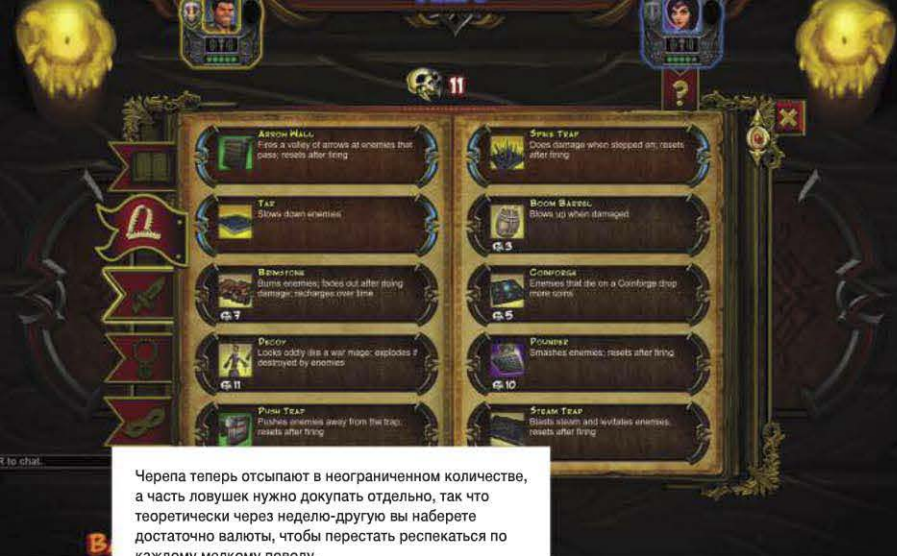 11
?
Arrow Wall
Fires a volley of arrows at enemies that
pass; resets after firing
Spike Trap
Does damage when stepped on; resets
after firing
Tar
Slows down enemies
Boom Barrel
Blows up when damaged
3
Brimstone
Burns enemies; fades out after doing
damage; recharges over time
7
Coinforge
Enemies that die on a Coinforge drop
more coins
5
Decoy
Looks oddly like a war mage; explodes if
destroyed by enemies
11
Pounder
Smashes enemies; resets after firing
10
Push Trap
Pushes enemies away from the trap;
resets after firing
Steam Trap
Blasts steam and levitates enemies;
resets after firing
R to chat.
Черепа теперь отсыпают в неограниченном количестве,
а часть ловушек нужно докупать отдельно, так что
теоретически через неделю-другую вы наберете
достаточно валюты, чтобы перестать респекаться по
каждому мелкому поводу